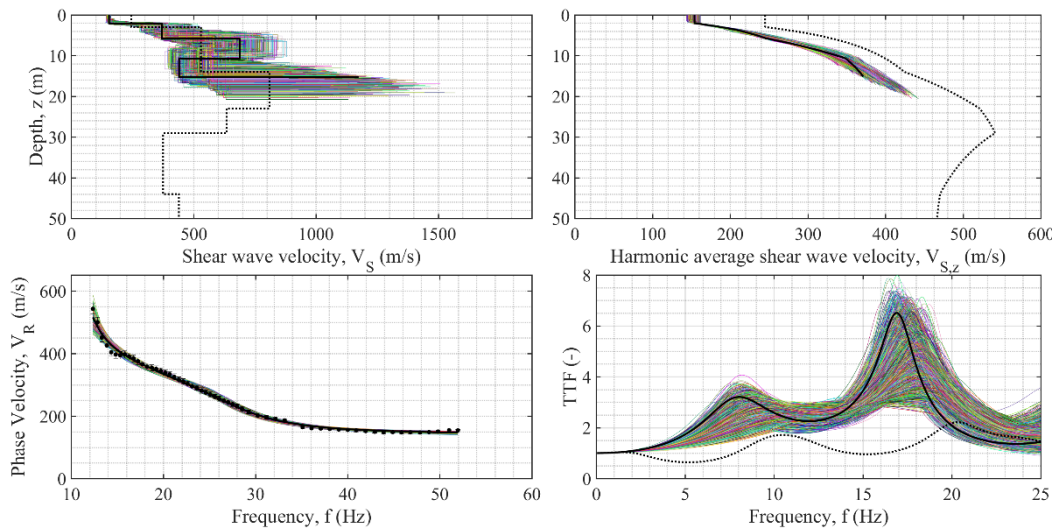 0
10
20
30
40
50
Depth, z (m)
0 500 1000 1500
Shear wave velocity, V_S (m/s)
0
10
20
30
40
50
0 100 200 300 400 500 600
Harmonic average shear wave velocity, V_S,z (m/s)
600
400
200
0
Phase Velocity, V_R (m/s)
10 20 30 40 50 60
Frequency, f (Hz)
8
6
4
2
0
TTF (-)
0 5 10 15 20 25
Frequency, f (Hz)